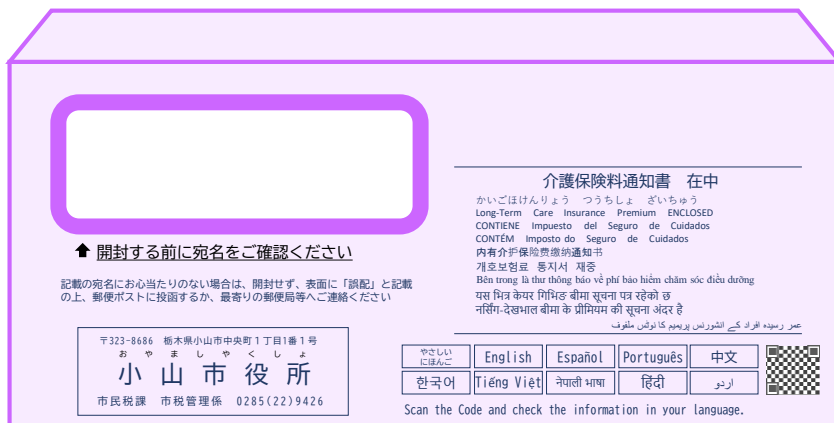 介護保険料通知書　在中
かいごほけんりょう　つうちしょ　ざいちゅう
Long-Term Care Insurance Premium ENCLOSED
CONTIENE Impuesto del Seguro de Cuidados
CONTÉM Imposto do Seguro de Cuidados
内有介护保险费缴纳通知书
개호보험료 통지서 재중
Bên trong là thư thông báo về phí bảo hiểm chăm sóc điều dưỡng
यस भित्र केयर गिभिङ बीमा सूचना पत्र रहेको छ
नर्सिंग-देखभाल बीमा के प्रीमियम की सूचना अंदर है
عمر رسیدہ افراد کے انشورنس پریمیم کا نوٹس ملفوف
⬆ 開封する前に宛名をご確認ください
記載の宛名にお心当たりのない場合は、開封せず、表面に「誤配」と記載
の上、郵便ポストに投函するか、最寄りの郵便局等へご連絡ください
〒323-8686　栃木県小山市中央町1丁目1番1号
おやましやくしょ
小山市役所
市民税課　市税管理係　0285(22)9426
やさしい
にほんご
English
Español
Português
中文
한국어
Tiếng Việt
नेपाली भाषा
हिंदी
اردو
Scan the Code and check the information in your language.